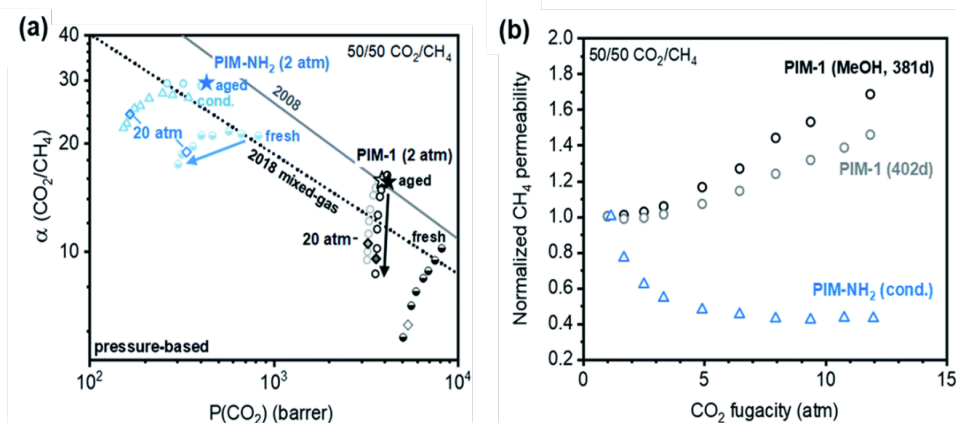 (a)
40
30
20
10
α (CO₂/CH₄)
50/50 CO₂/CH₄
PIM-NH₂ (2 atm)
aged
cond.
2008
20 atm
fresh
2018 mixed-gas
PIM-1 (2 atm)
aged
20 atm
fresh
pressure-based
10² 10³ 10⁴
P(CO₂) (barrer)
(b)
2.0
1.8
1.6
1.4
1.2
1.0
0.8
0.6
0.4
0.2
Normalized CH₄ permeability
50/50 CO₂/CH₄
PIM-1 (MeOH, 381d)
PIM-1 (402d)
PIM-NH₂ (cond.)
0 5 10 15
CO₂ fugacity (atm)